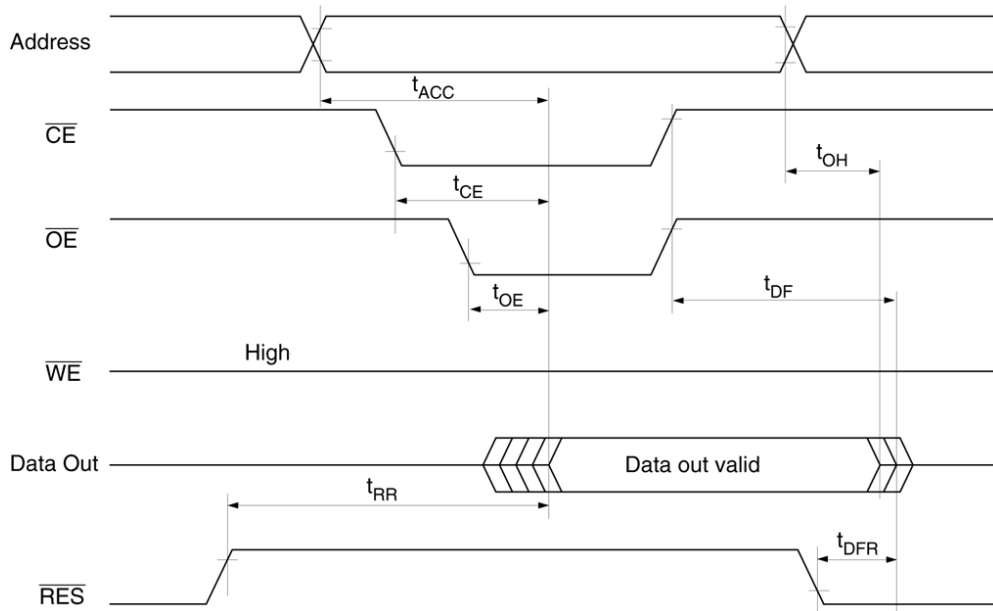 Address
tACC
CE
tOH
tCE
OE
tDF
tOE
High
WE
Data Out
Data out valid
tRR
tDFR
RES